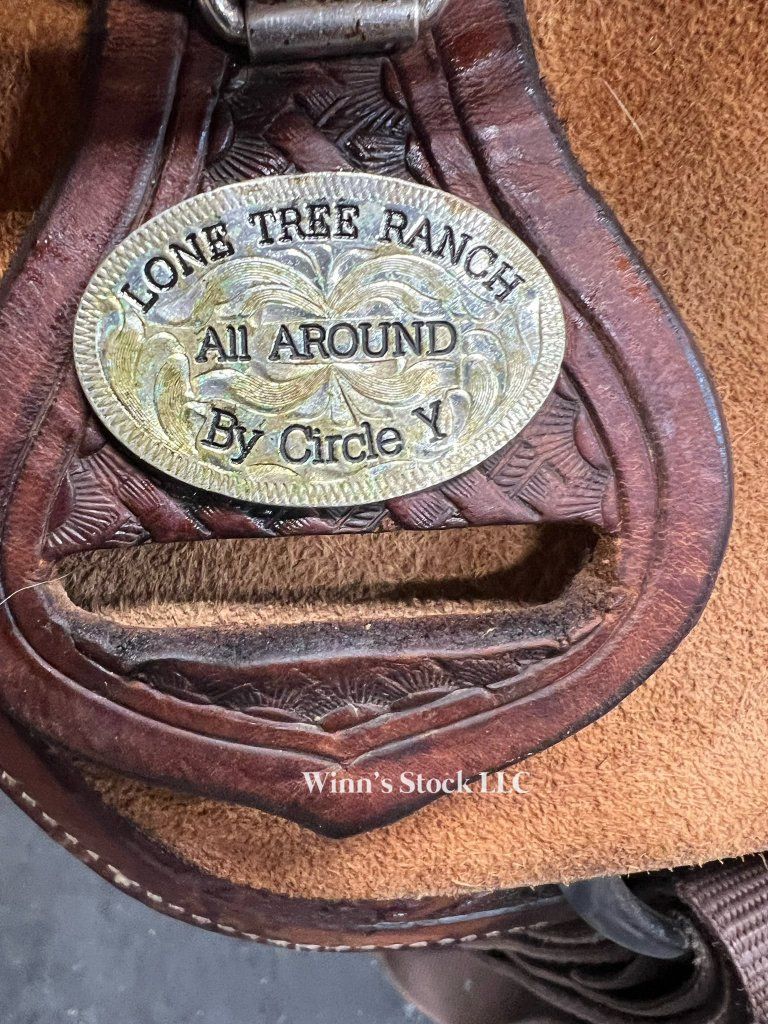 LONE TREE RANCH
All AROUND
By Circle Y
Winn's Stock LLC